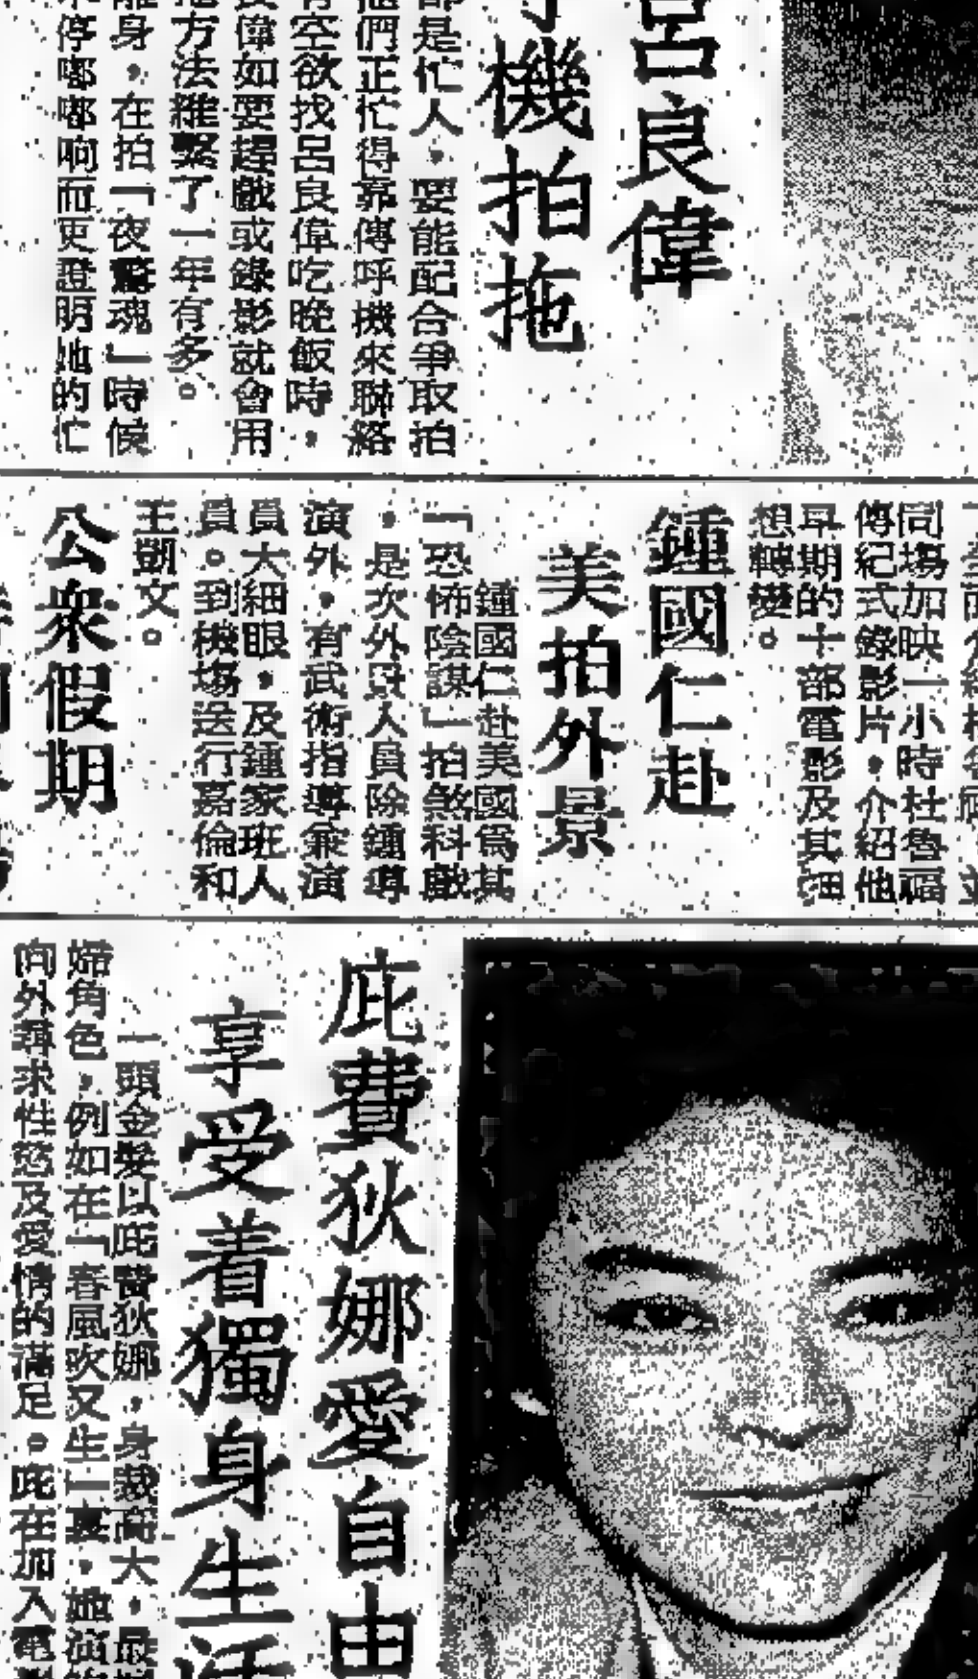 呂良偉
機拍拖
都是忙人,要能配合爭取拍
他們正忙得靠傳呼機來聯絡
有空欲找呂良偉吃晚飯時,
良偉如要趕戲或錄影就會用
地方法維繫了一年有多。
離身,在拍「夜驚魂」時候
不停嘟嘟响而更證明她的忙
同場加映一小時杜魯福
傳紀式錄影片,介紹他
早期的十部電影及其
想轉變。
鍾國仁赴
美拍外景
鍾國仁赴美國爲其
「恐怖陰謀」拍煞科戲
,是次外景人員除鍾導
演外,有武術指導兼演
員大細眼,及鍾家班人
員。到機場送行嘉倫和
王凱文。
公衆假期
庇費狄娜愛自由
享受着獨身生活
一頭金髮以庇費狄娜,身裁高大,最
婦角色,例如在「春風吹又生」裏,她演
向外尋求性慾及愛情的滿足。庇在加入電